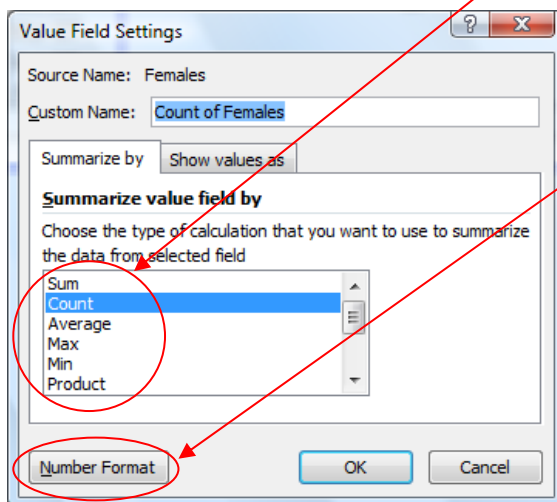 Value Field Settings
Source Name: Females
Custom Name: Count of Females
Summarize by Show values as
Summarize value field by
Choose the type of calculation that you want to use to summarize
the data from selected field
Sum
Count
Average
Max
Min
Product
Number Format OK Cancel